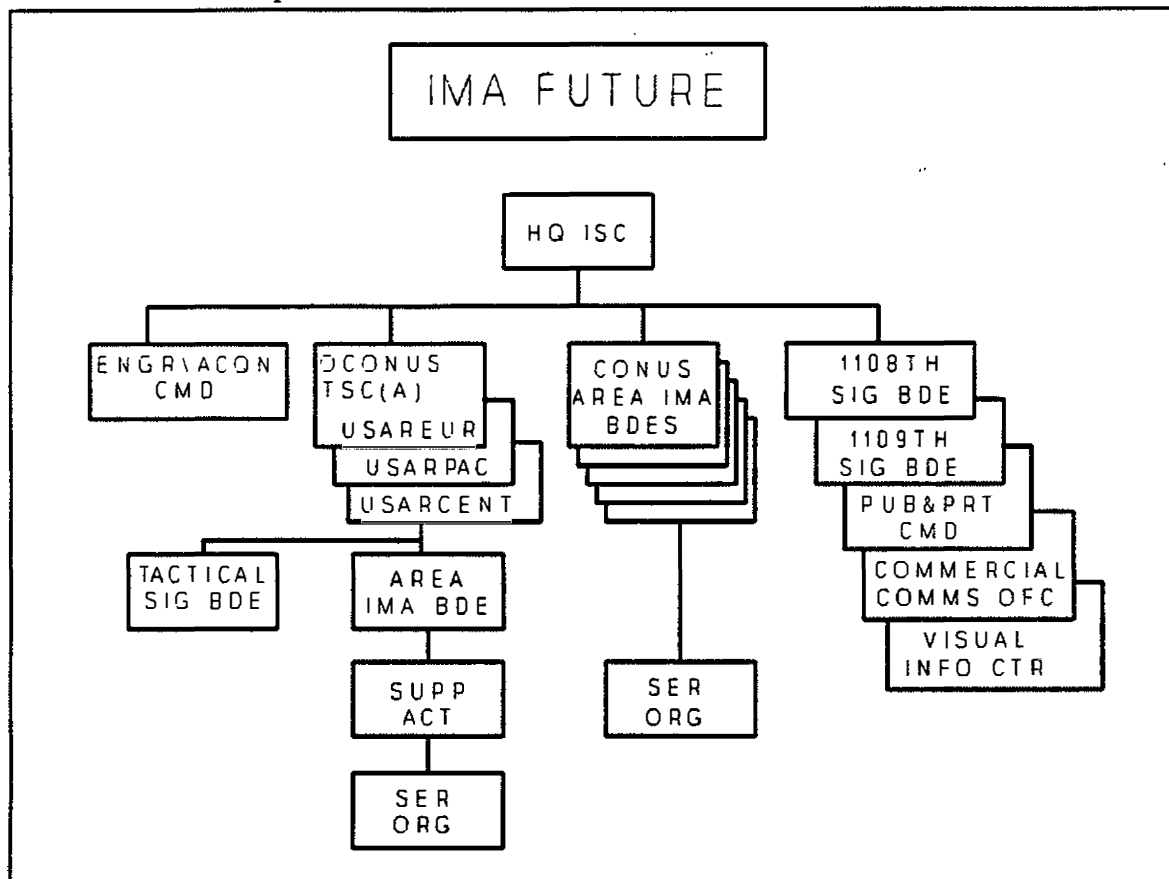 IMA FUTURE
HQ ISC
ENGR\ACON
CMD
OCONUS
TSC(A)
USAREUR
USARPAC
USARCENT
CONUS
AREA IMA
BDES
1108TH
SIG BDE
1109TH
SIG BDE
PUB&PRT
CMD
COMMERCIAL
COMMS OFC
VISUAL
INFO CTR
TACTICAL
SIG BDE
AREA
IMA BDE
SUPP
ACT
SER
ORG
SER
ORG